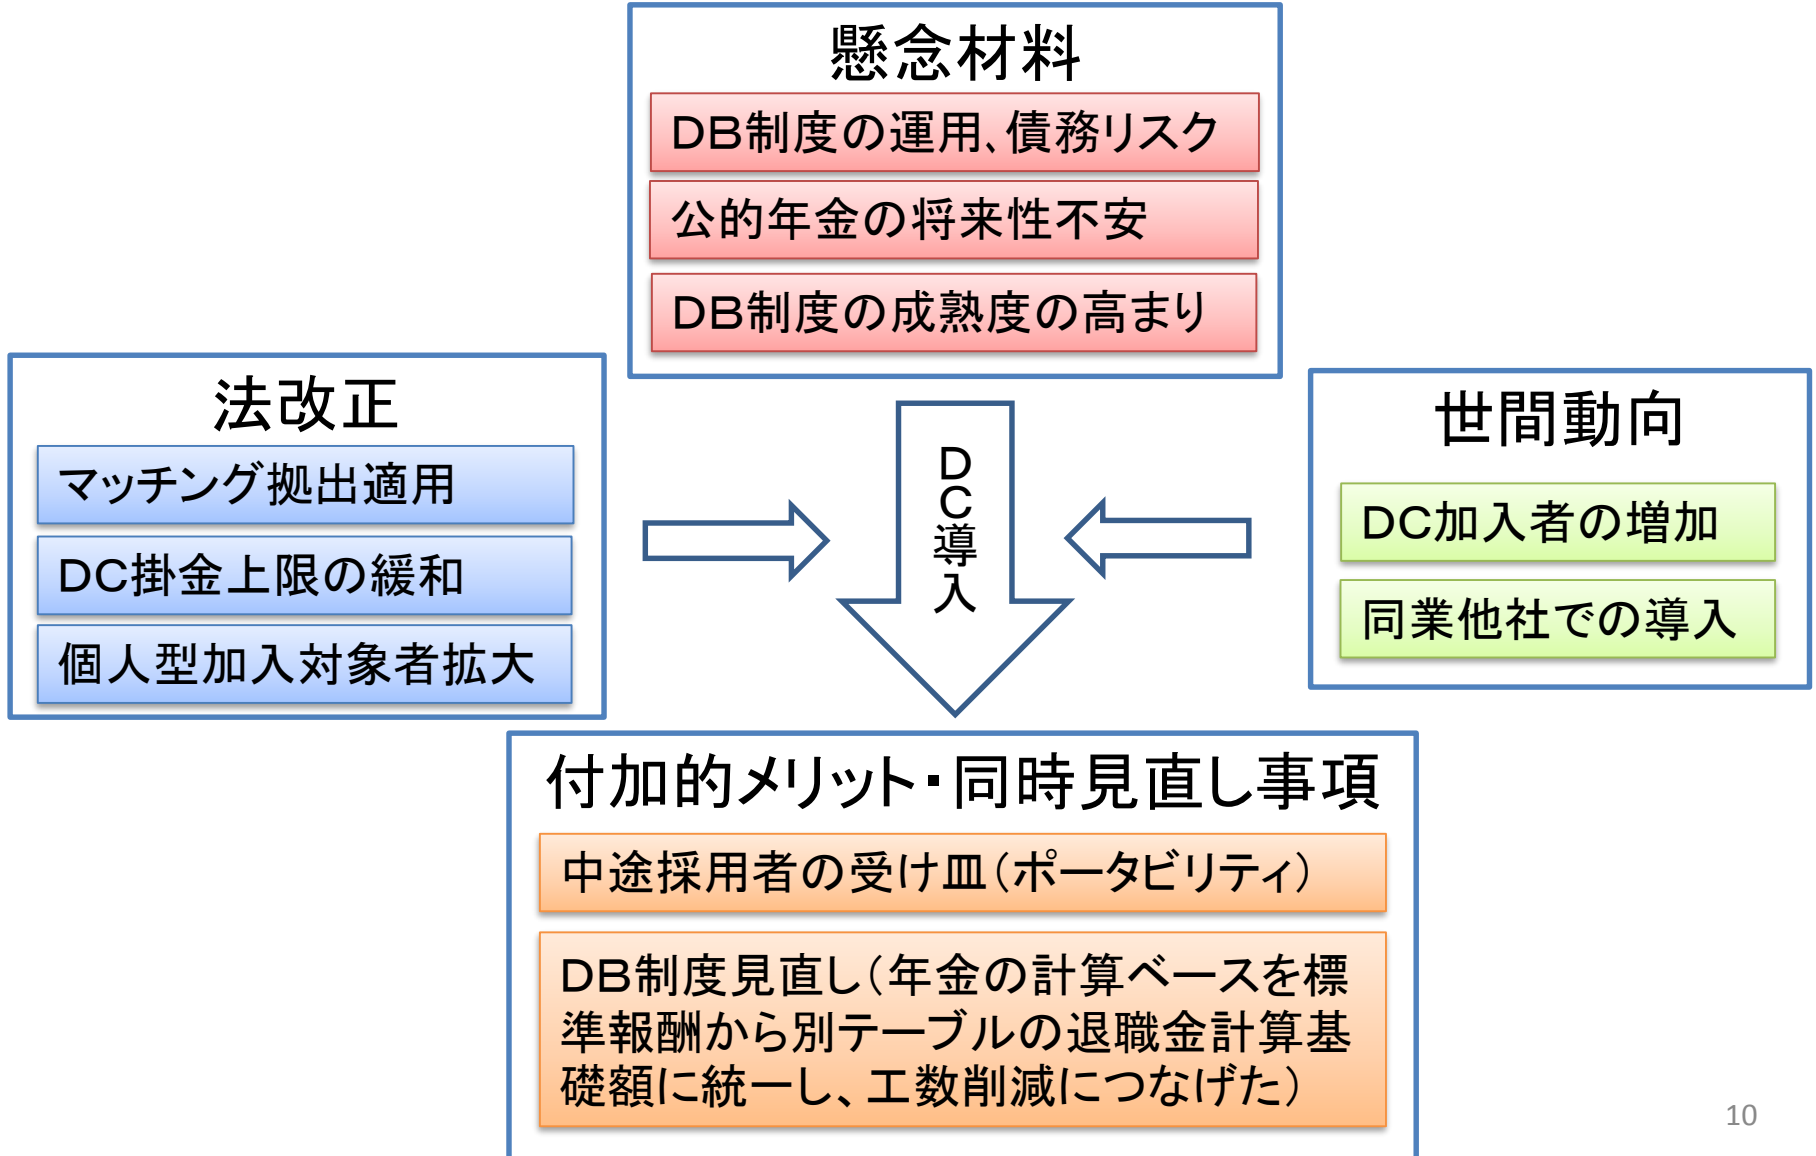 懸念材料
DB制度の運用、債務リスク
公的年金の将来性不安
DB制度の成熟度の高まり
法改正
マッチング拠出適用
DC掛金上限の緩和
個人型加入対象者拡大
DC導入
世間動向
DC加入者の増加
同業他社での導入
付加的メリット・同時見直し事項
中途採用者の受け皿（ポータビリティ）
DB制度見直し（年金の計算ベースを標
準報酬から別テーブルの退職金計算基
礎額に統一し、工数削減につなげた）
10